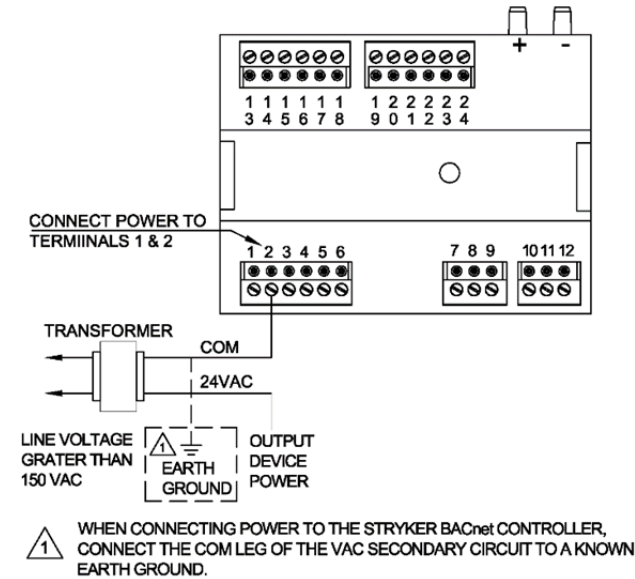 + -
1 1 1 1 1 1 1 2 2 2 2 2
3 4 5 6 7 8 9 0 1 2 3 4
CONNECT POWER TO
TERMIINALS 1 & 2
1 2 3 4 5 6 7 8 9 10 11 12
TRANSFORMER
COM
24VAC
LINE VOLTAGE
GRATER THAN
150 VAC
1
EARTH
GROUND
OUTPUT
DEVICE
POWER
1
WHEN CONNECTING POWER TO THE STRYKER BACnet CONTROLLER,
CONNECT THE COM LEG OF THE VAC SECONDARY CIRCUIT TO A KNOWN
EARTH GROUND.